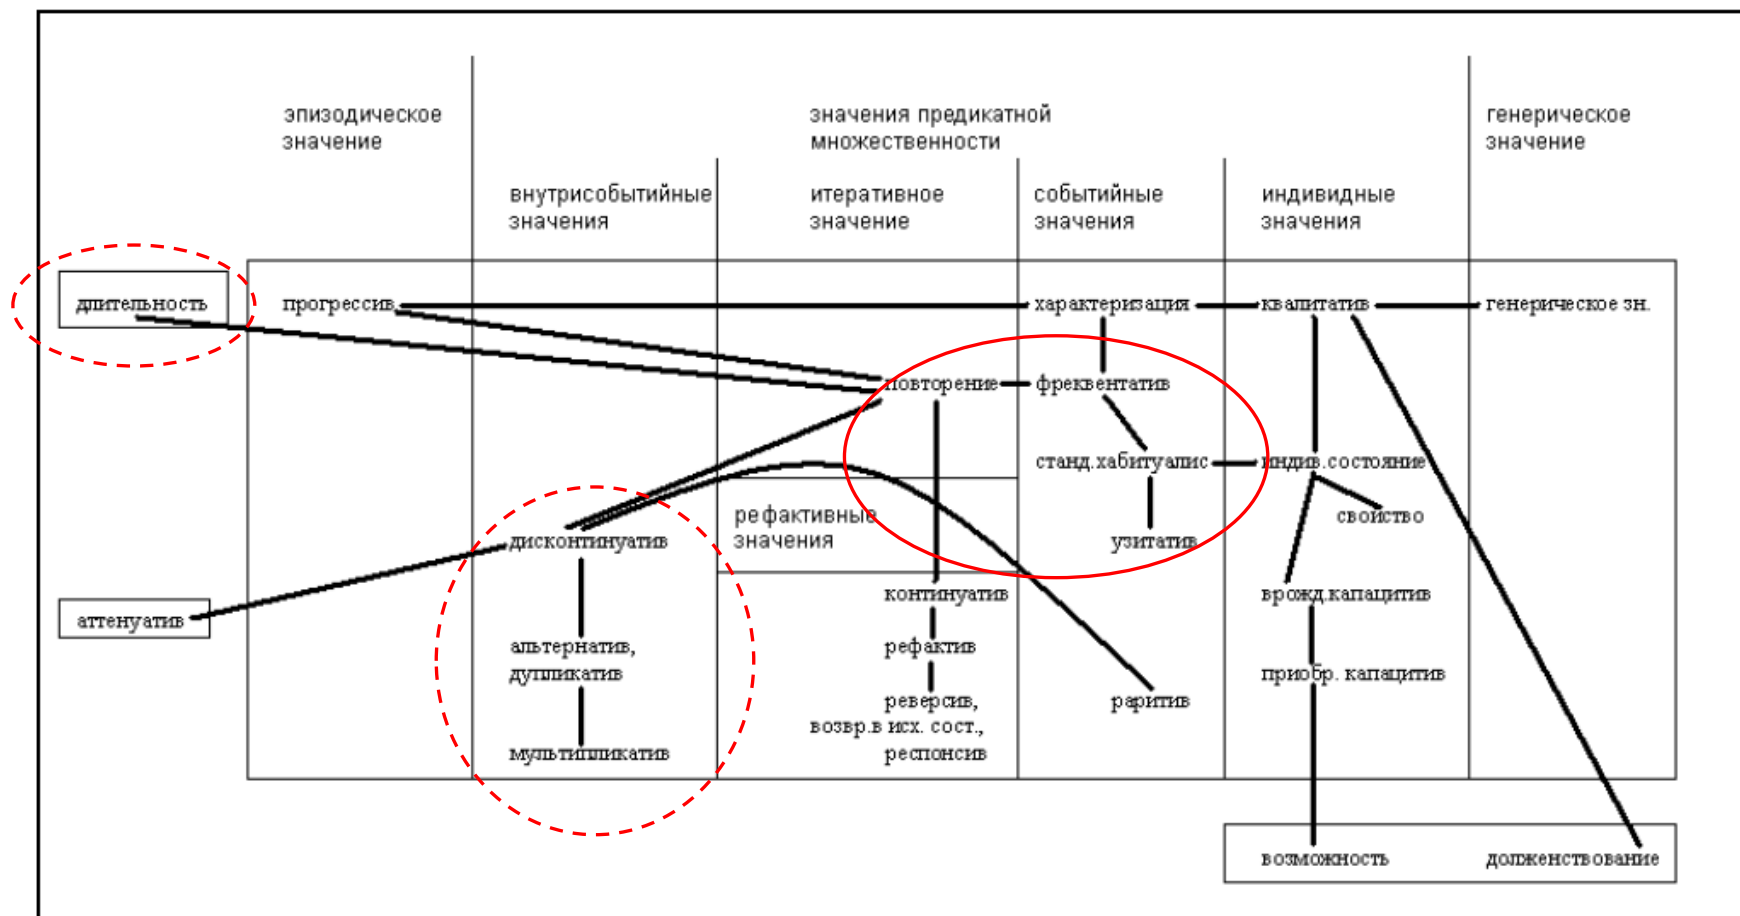 эпизодическое
значение
значения предикатной
множественности
генерическое
значение
внутрисобытийные
значения
итеративное
значение
событийные
значения
индивидные
значения
длительность
прогрессив
характеризация
квалитатив
генерическое зн.
повторение
фреквентатив
станд.хабитуалис
индив.состояние
рефактивные
значения
свойство
дисконтинуатив
узитатив
континуатив
врожд.капацитив
аттенуатив
альтернатив,
дупликатив
рефактив
приобр. капацитив
реверсив,
возвр.в исх. сост.,
респонсив
раритив
мультипликатив
возможность
долженствование